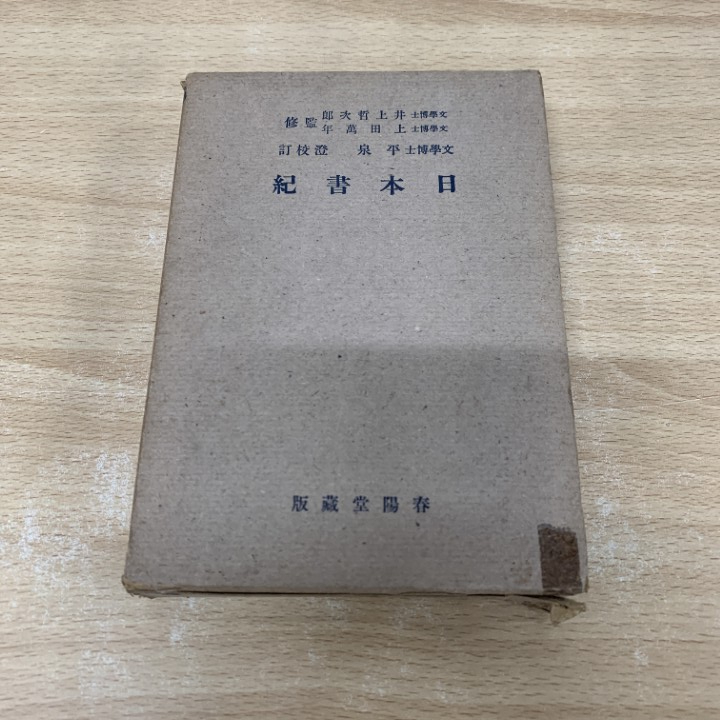 文學博士井上哲次郎
文學博士上田萬年監修
文學博士平泉澄校訂
日本書紀
春陽堂藏版